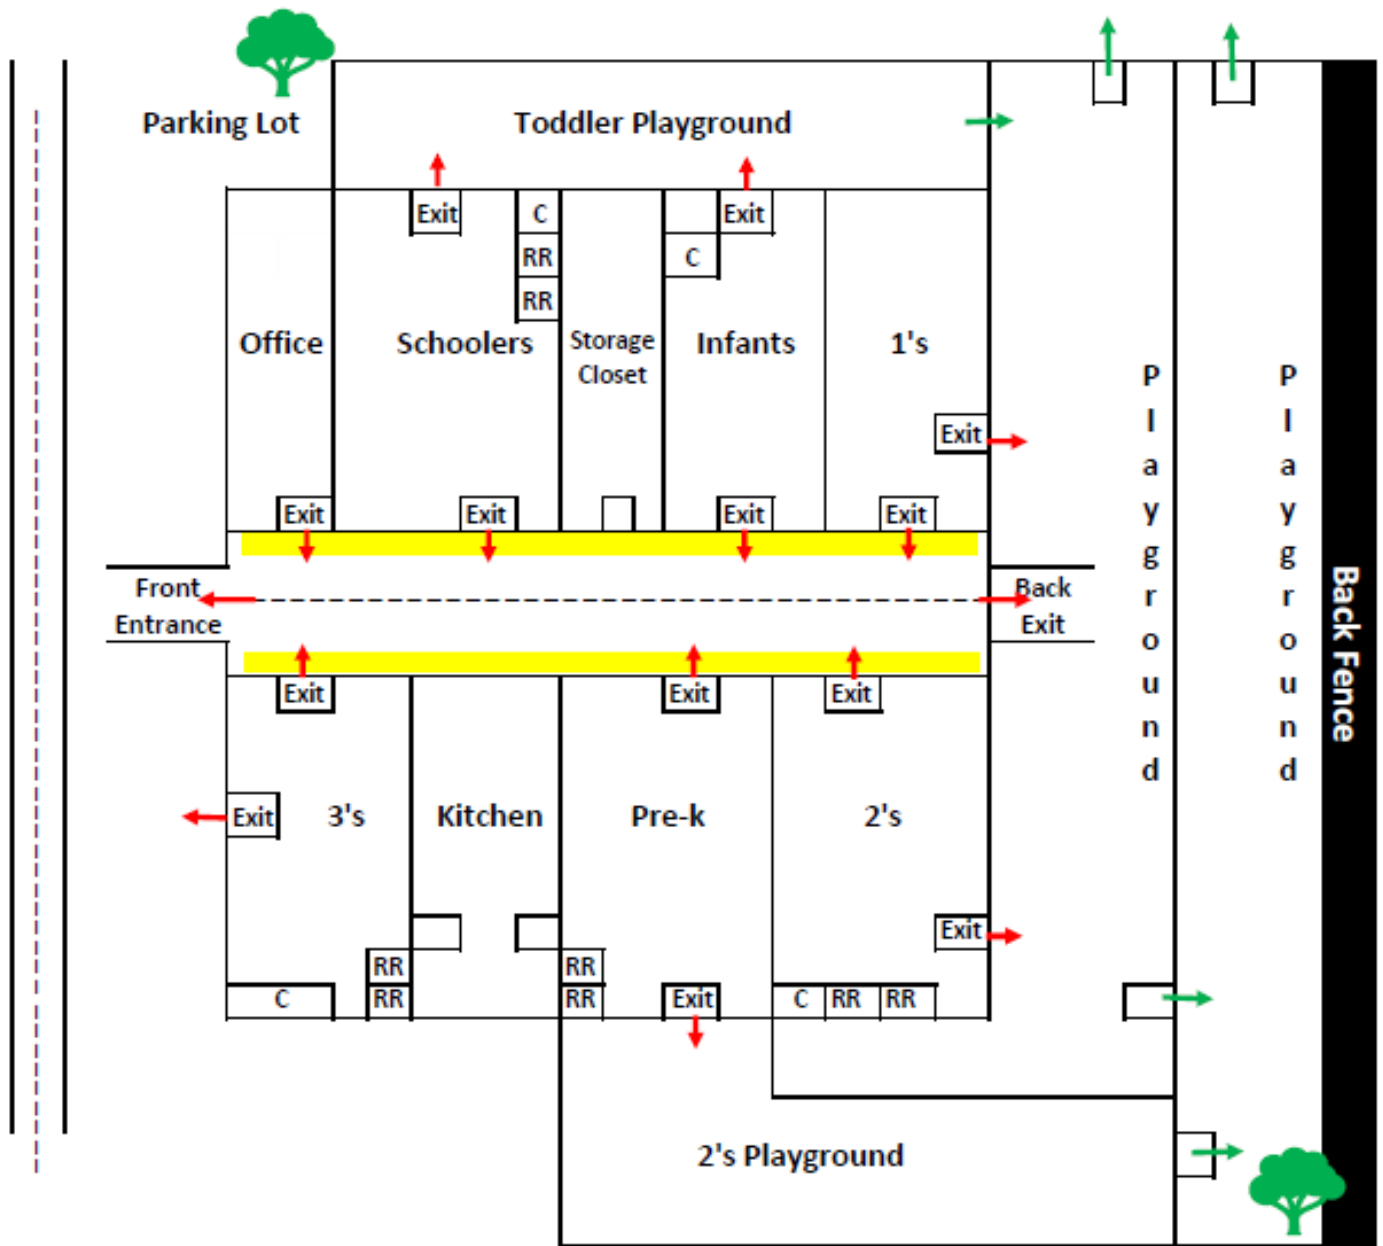 Parking Lot
Toddler Playground
Exit
C
Exit
RR
C
RR
Office
Schoolers
Storage
Closet
Infants
1's
Exit
Exit
Exit
Exit
Exit
Front
Entrance
Back
Exit
Playground
Playground
Back Fence
Exit
Exit
Exit
Exit
3's
Kitchen
Pre-k
2's
Exit
RR
RR
C
RR
RR
Exit
C
RR
RR
2's Playground